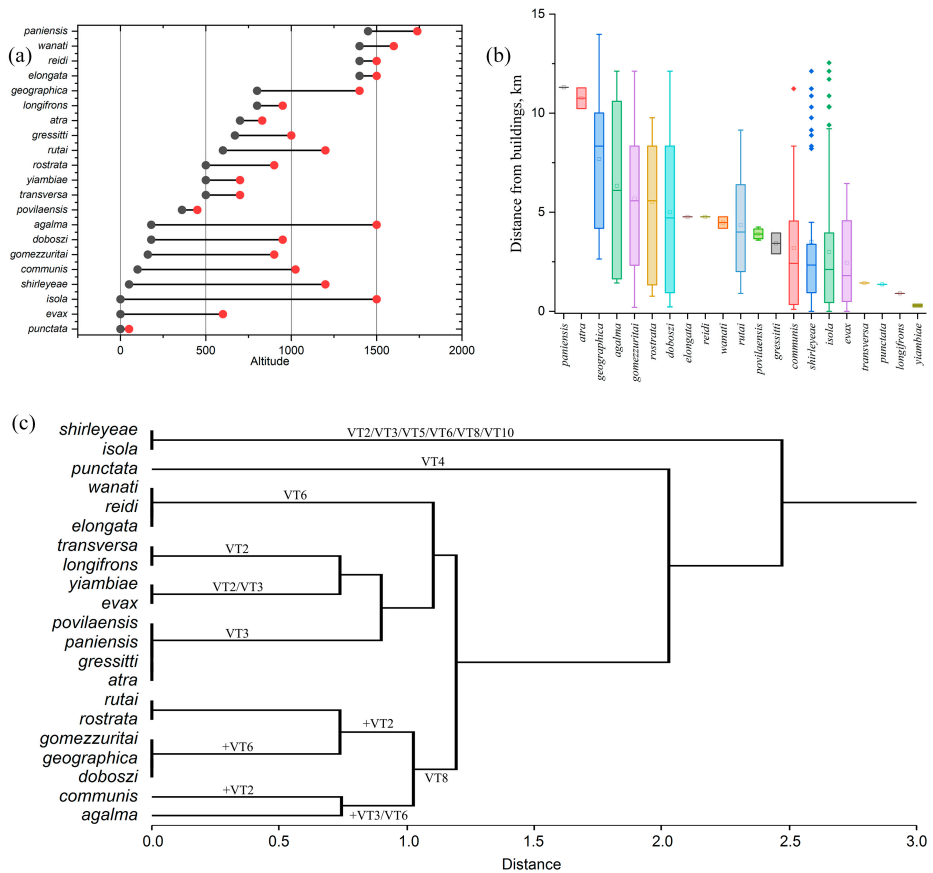 (a)
paniensis
wanati
reidi
elongata
geographica
longifrons
atra
gressitti
rutai
rostrata
yiambiae
transversa
povilaensis
agalma
doboszi
gomezzuritai
communis
shirleyeae
isola
evax
punctata
0 500 1000 1500 2000
Altitude
(b)
Distance from buildings, km
15
10
5
0
paniensis
atra
geographica
agalma
gomezzuritai
rostrata
doboszi
elongata
reidi
wanati
rutai
povilaensis
gressitti
communis
shirleyeae
isola
evax
transversa
punctata
longifrons
yiambiae
(c)
shirleyeae
isola
punctata
wanati
reidi
elongata
transversa
longifrons
yiambiae
evax
povilaensis
paniensis
gressitti
atra
rutai
rostrata
gomezzuritai
geographica
doboszi
communis
agalma
VT2/VT3/VT5/VT6/VT8/VT10
VT4
VT6
VT2
VT2/VT3
VT3
+VT2
+VT6
VT8
+VT2
+VT3/VT6
0.0 0.5 1.0 1.5 2.0 2.5 3.0
Distance